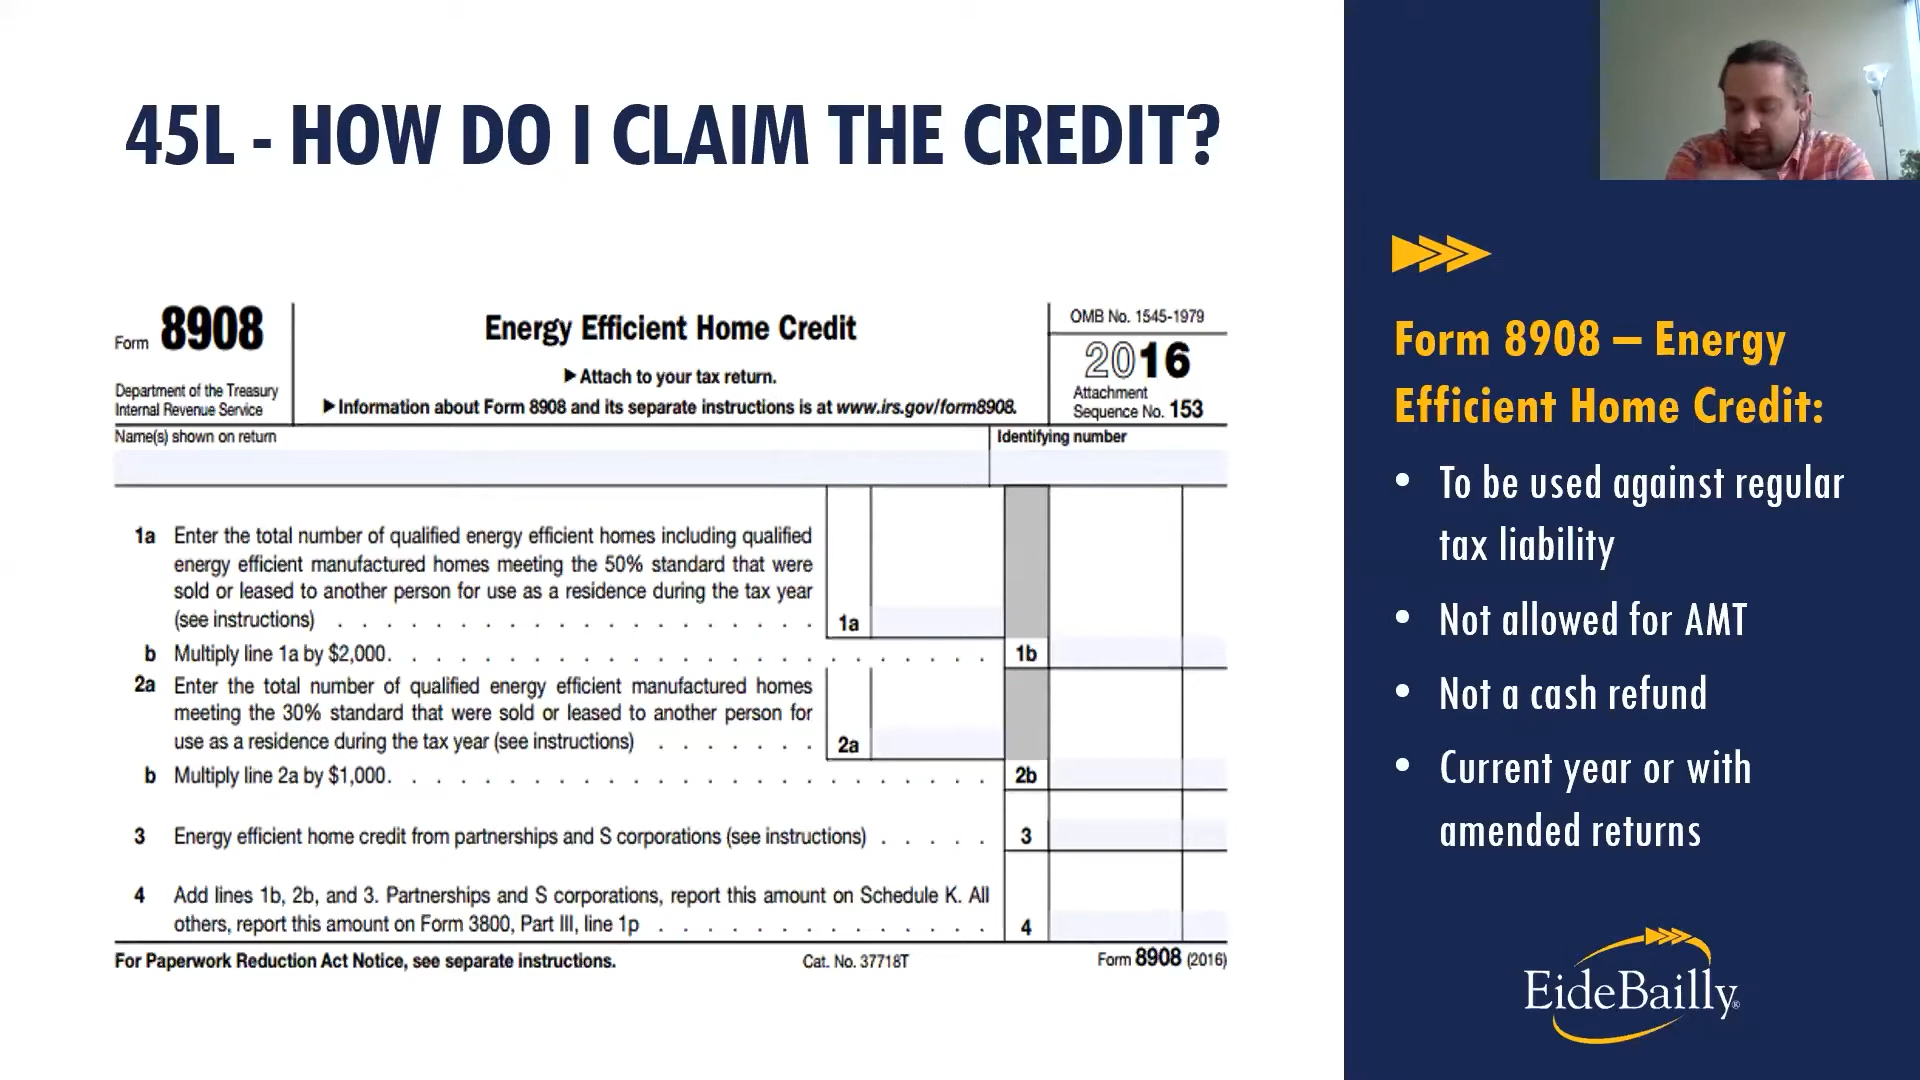 45L - HOW DO I CLAIM THE CREDIT?
Form 8908
Department of the Treasury
Internal Revenue Service
Energy Efficient Home Credit
▶ Attach to your tax return.
▶ Information about Form 8908 and its separate instructions is at www.irs.gov/form8908.
OMB No. 1545-1979
2016
Attachment
Sequence No. 153
Name(s) shown on return
Identifying number
1a Enter the total number of qualified energy efficient homes including qualified
energy efficient manufactured homes meeting the 50% standard that were
sold or leased to another person for use as a residence during the tax year
(see instructions) . . . . . . . . . . . . . . . . . . . . 1a
b Multiply line 1a by $2,000. . . . . . . . . . . . . . . . . . . . . . . . 1b
2a Enter the total number of qualified energy efficient manufactured homes
meeting the 30% standard that were sold or leased to another person for
use as a residence during the tax year (see instructions) . . . . . . . 2a
b Multiply line 2a by $1,000. . . . . . . . . . . . . . . . . . . . . . . . 2b
3 Energy efficient home credit from partnerships and S corporations (see instructions) . . . . . 3
4 Add lines 1b, 2b, and 3. Partnerships and S corporations, report this amount on Schedule K. All
others, report this amount on Form 3800, Part III, line 1p . . . . . . . . . . . . . . 4
For Paperwork Reduction Act Notice, see separate instructions.
Cat. No. 37718T
Form 8908 (2016)
Form 8908 – Energy
Efficient Home Credit:
• To be used against regular
tax liability
• Not allowed for AMT
• Not a cash refund
• Current year or with
amended returns
EideBailly®